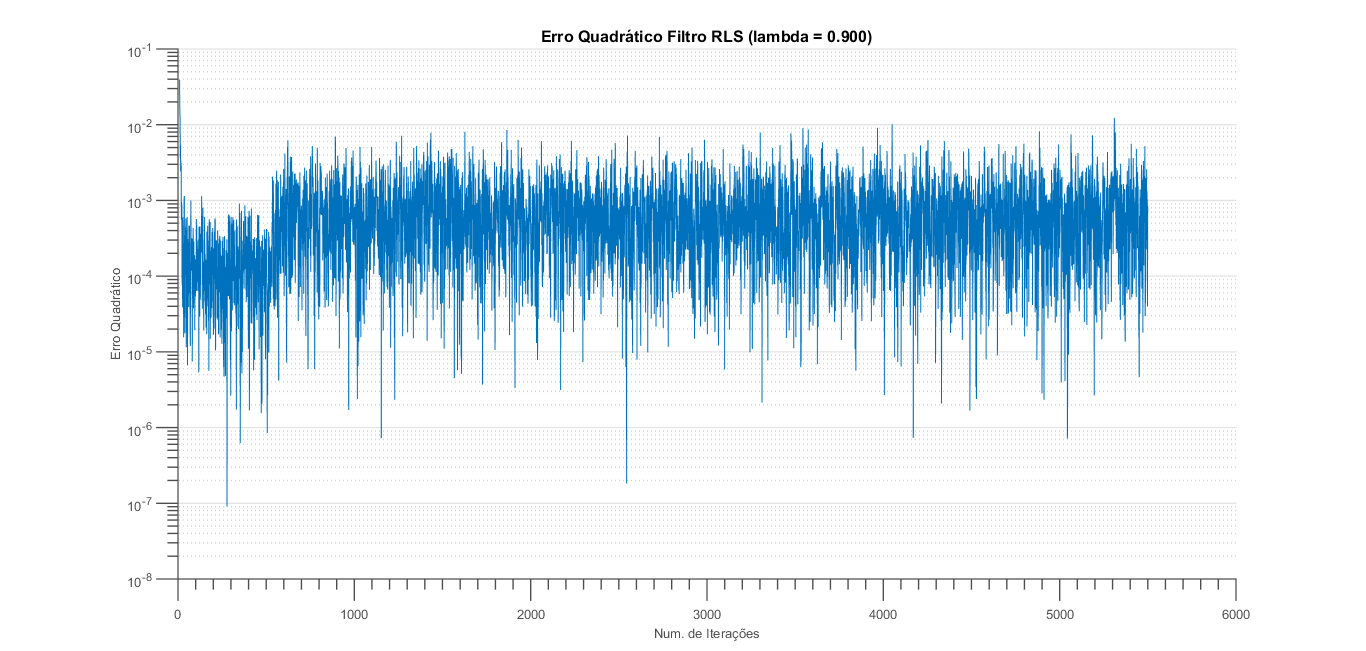 Erro Quadrático Filtro RLS (lambda = 0.900)
Erro Quadrático
10^-1
10^-2
10^-3
10^-4
10^-5
10^-6
10^-7
10^-8
0 1000 2000 3000 4000 5000 6000
Num. de Iterações